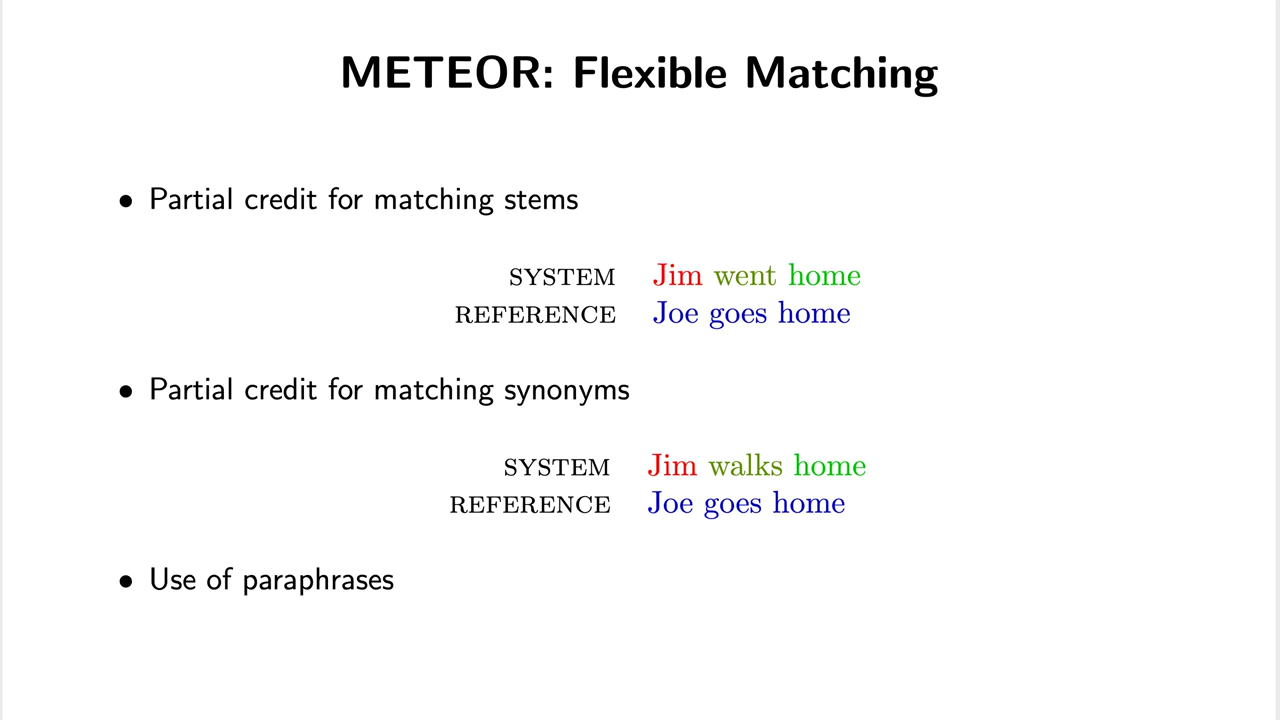 METEOR: Flexible Matching
• Partial credit for matching stems
SYSTEM Jim went home
REFERENCE Joe goes home
• Partial credit for matching synonyms
SYSTEM Jim walks home
REFERENCE Joe goes home
• Use of paraphrases